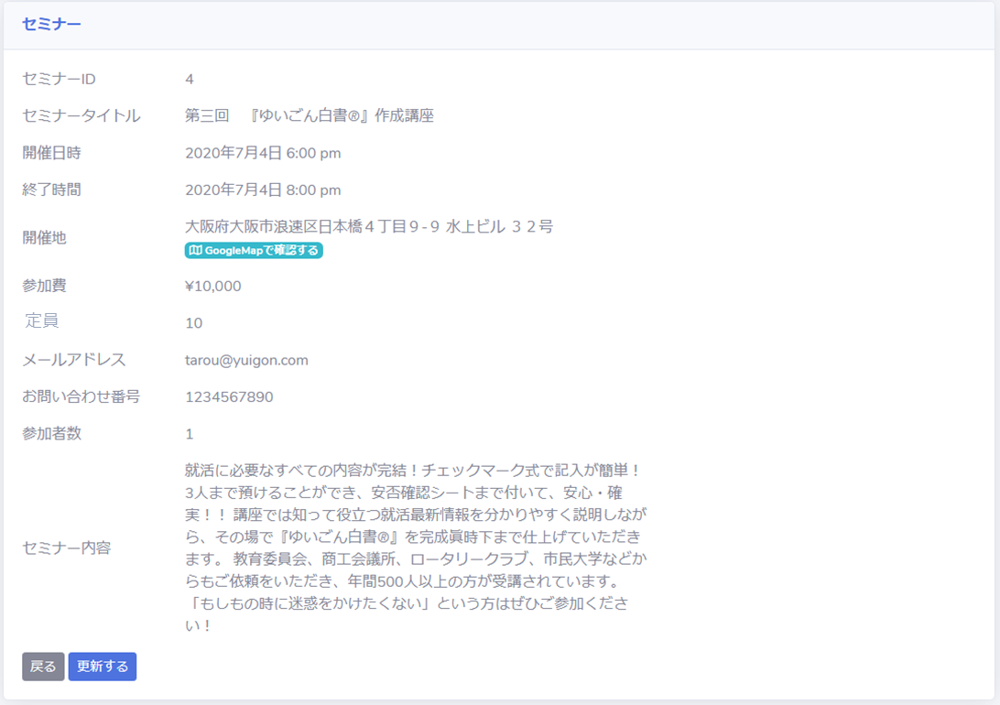 セミナー
セミナーID 4
セミナータイトル 第三回　『ゆいごん白書®』作成講座
開催日時 2020年7月4日 6:00 pm
終了時間 2020年7月4日 8:00 pm
開催地 大阪府大阪市浪速区日本橋４丁目９-９ 水上ビル ３２号
GoogleMapで確認する
参加費 ¥10,000
定員 10
メールアドレス tarou@yuigon.com
お問い合わせ番号 1234567890
参加者数 1
セミナー内容
就活に必要なすべての内容が完結！チェックマーク式で記入が簡単！
3人まで預けることができ、安否確認シートまで付いて、安心・確
実！！ 講座では知って役立つ就活最新情報を分かりやすく説明しなが
ら、その場で『ゆいごん白書®』を完成眞時下まで仕上げていただき
ます。 教育委員会、商工会議所、ロータリークラブ、市民大学などか
らもご依頼をいただき、年間500人以上の方が受講されています。
「もしもの時に迷惑をかけたくない」という方はぜひご参加くださ
い！
戻る 更新する